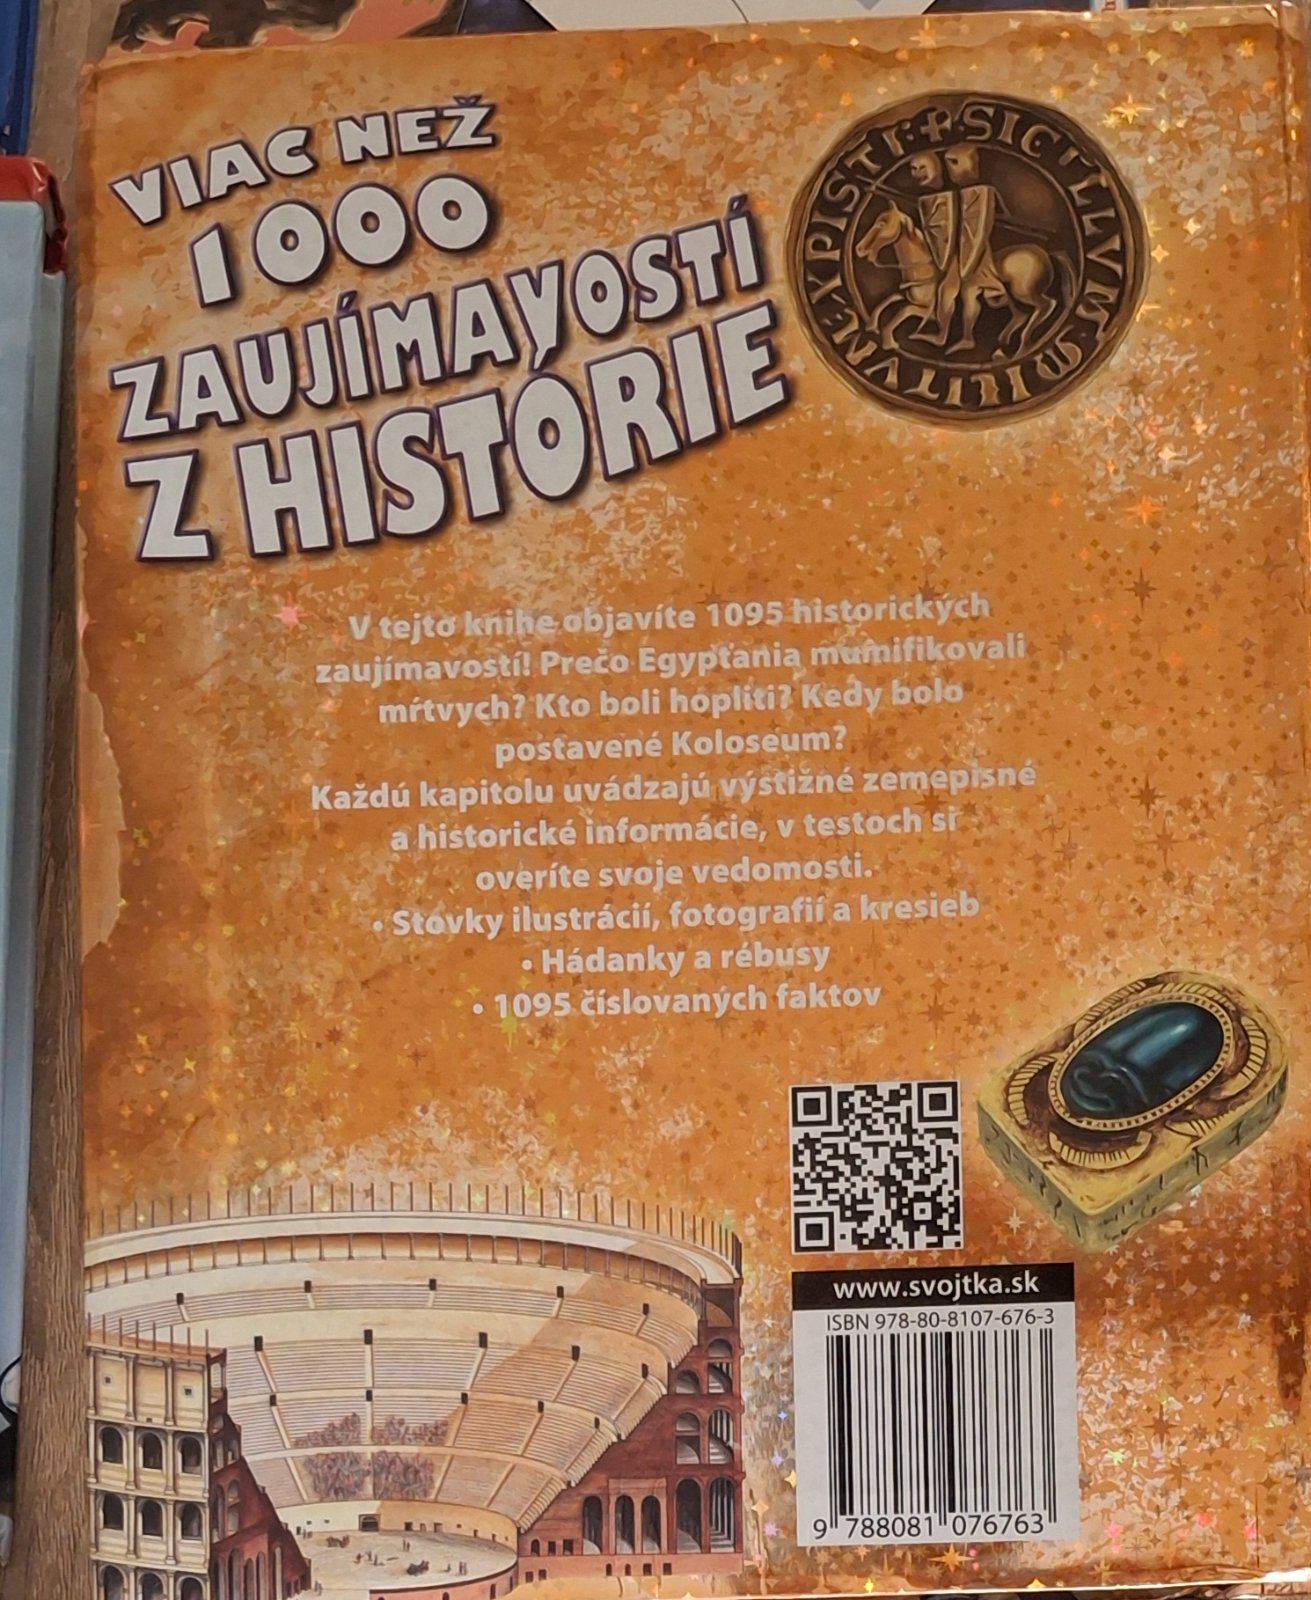 VIAC NEŽ
1000
ZAUJÍMAVOSTÍ
Z HISTÓRIE
SIGILLVM MILITVM XPISTI
V tejto knihe objavíte 1095 historických
zaujímavostí! Prečo Egypťania mumifikovali
mŕtvych? Kto boli hopliti? Kedy bolo
postavené Koloseum?
Každú kapitolu uvádzajú výstižné zemepisné
a historické informácie, v testoch si
overíte svoje vedomosti.
• Stovky ilustrácií, fotografií a kresieb
• Hádanky a rébusy
• 1095 číslovaných faktov
www.svojtka.sk
ISBN 978-80-8107-676-3
9 788081 076763